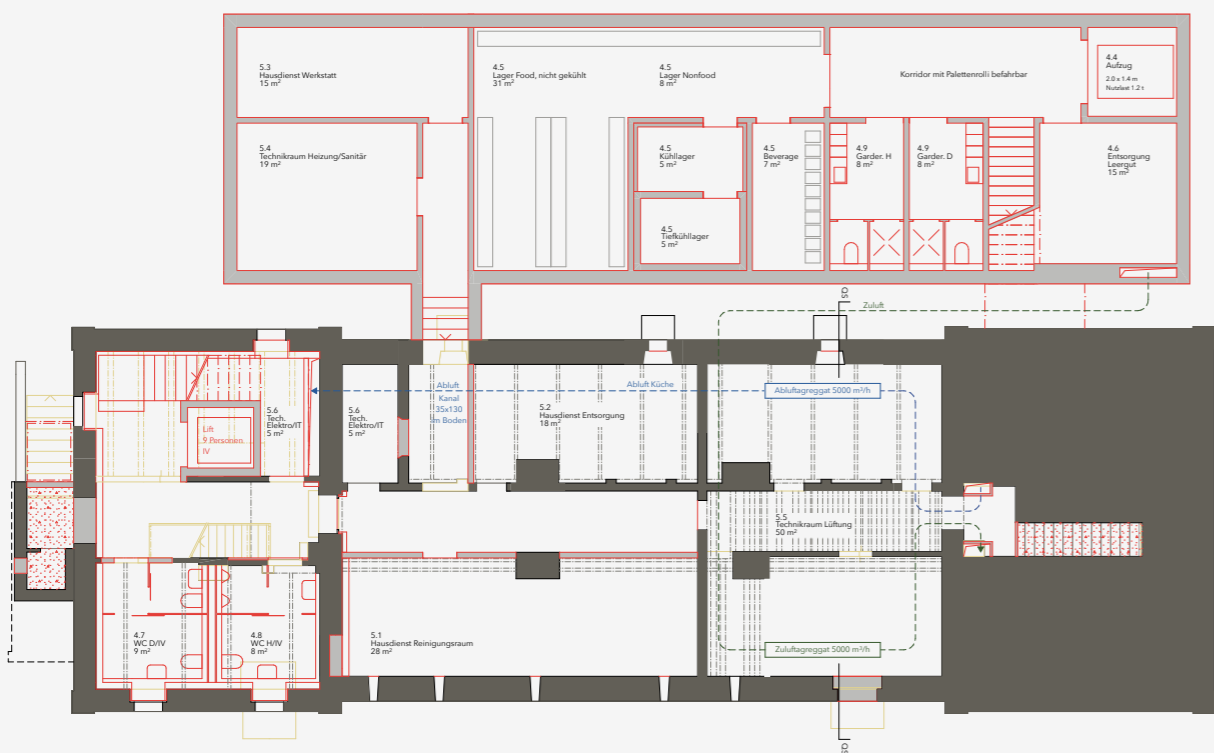 5.3
Hausdienst Werkstatt
15 m²
4.5
Lager Food, nicht gekühlt
31 m²
4.5
Lager Nonfood
8 m²
Korridor mit Palettenrolli befahrbar
4.4
Aufzug
2.0 x 1.4 m
Nutzlast 1.2 t
5.4
Technikraum Heizung/Sanitär
19 m²
4.5
Kühllager
5 m²
4.5
Beverage
7 m²
4.9
Garder. H
8 m²
4.9
Garder. D
8 m²
4.6
Entsorgung
Leergut
15 m²
4.5
Tiefkühllager
5 m²
QS
Zuluft
5.6
Tech.
Elektro/IT
5 m²
Lift
9 Personen
IV
5.6
Tech.
Elektro/IT
5 m²
Abluft
Kanal
35x130
im Boden
Abluft Küche
5.2
Hausdienst Entsorgung
18 m²
Abluftagreggat 5000 m³/h
5.5
Technikraum Lüftung
50 m²
4.7
WC D/IV
9 m²
4.8
WC H/IV
8 m²
5.1
Hausdienst Reinigungsraum
28 m²
Zuluftagreggat 5000 m³/h
QS